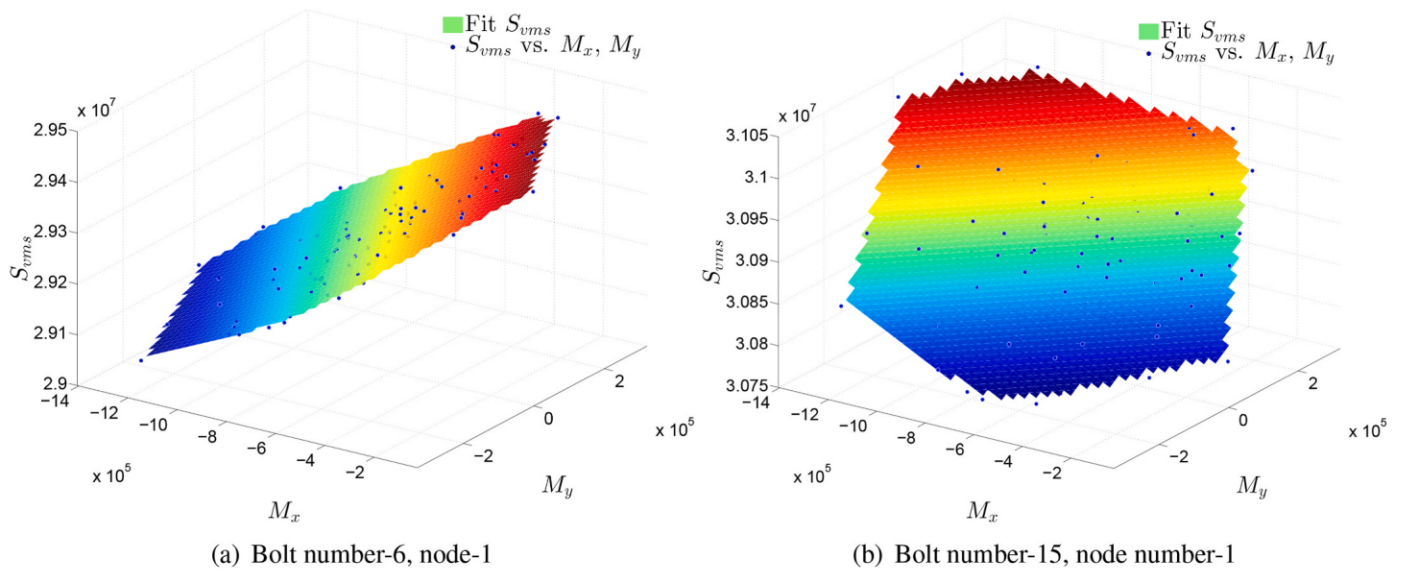 Fit S_vms
S_vms vs. M_x, M_y
x 10^7
2.95
2.94
2.93
2.92
2.91
2.9
S_vms
−14
−12
−10
−8
−6
−4
−2
x 10^5
M_x
−2
0
2
x 10^5
M_y
(a) Bolt number-6, node-1
Fit S_vms
S_vms vs. M_x, M_y
x 10^7
3.105
3.1
3.095
3.09
3.085
3.08
3.075
S_vms
−14
−12
−10
−8
−6
−4
−2
x 10^5
M_x
−2
0
2
x 10^5
M_y
(b) Bolt number-15, node number-1